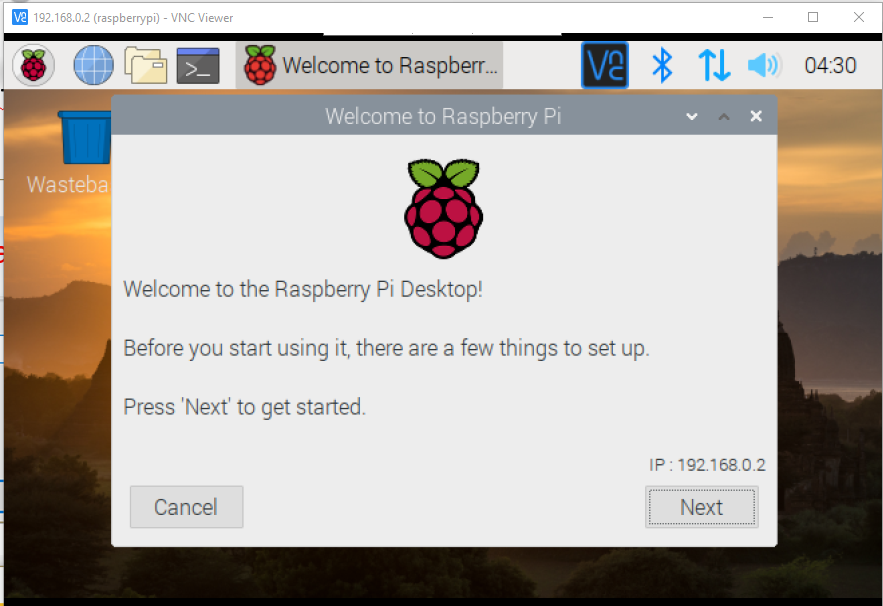 192.168.0.2 (raspberrypi) - VNC Viewer
Welcome to Raspberr...
04:30
Welcome to Raspberry Pi
Wasteba
Welcome to the Raspberry Pi Desktop!
Before you start using it, there are a few things to set up.
Press 'Next' to get started.
IP : 192.168.0.2
Cancel
Next